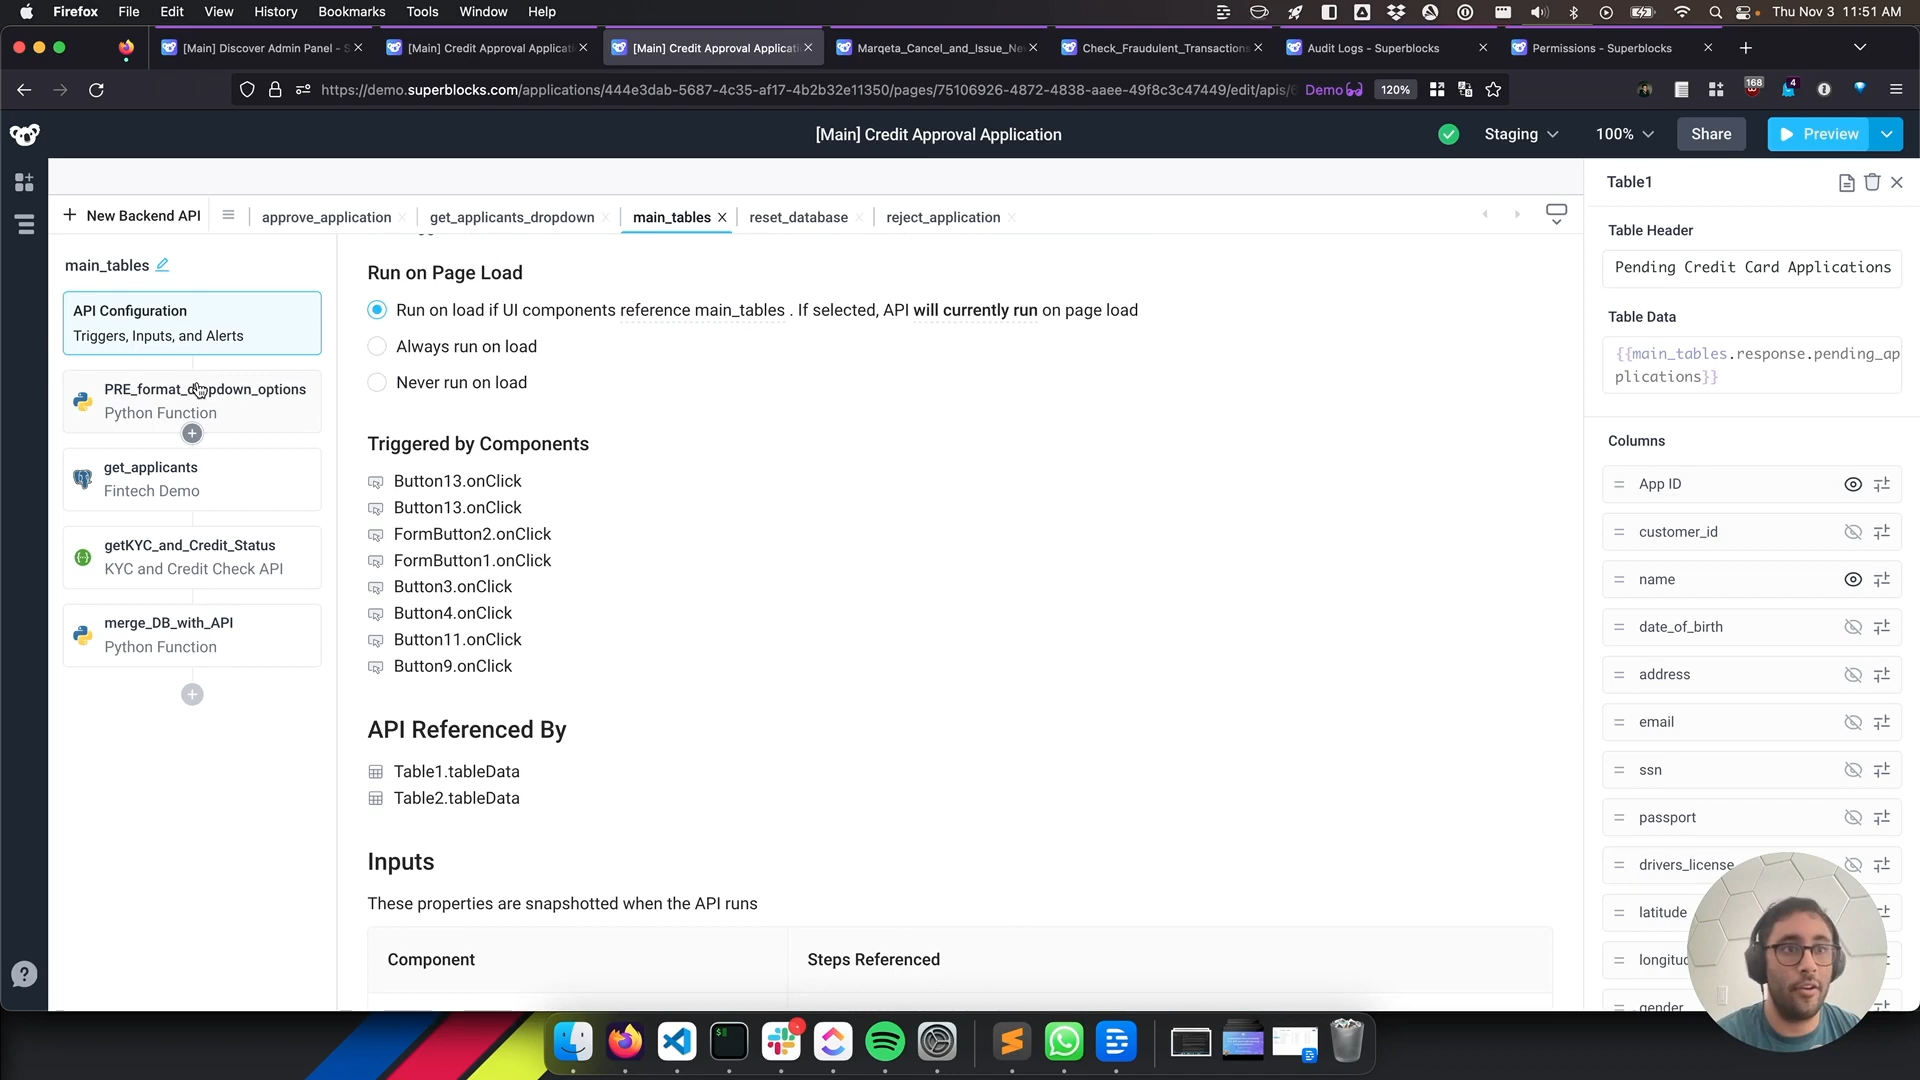 Firefox File Edit View History Bookmarks Tools Window Help
Thu Nov 3 11:51 AM
[Main] Discover Admin Panel - S
[Main] Credit Approval Applicati
[Main] Credit Approval Applicati
Marqeta_Cancel_and_Issue_Ne
Check_Fraudulent_Transactions
Audit Logs - Superblocks
Permissions - Superblocks
https://demo.superblocks.com/applications/444e3dab-5687-4c35-af17-4b2b32e11350/pages/75106926-4872-4838-aaee-49f8c3c47449/edit/apis/
Demo
120%
168
4
[Main] Credit Approval Application
Staging
100%
Share
Preview
New Backend API
approve_application
get_applicants_dropdown
main_tables
reset_database
reject_application
main_tables
API Configuration
Triggers, Inputs, and Alerts
PRE_format_dropdown_options
Python Function
get_applicants
Fintech Demo
getKYC_and_Credit_Status
KYC and Credit Check API
merge_DB_with_API
Python Function
Run on Page Load
Run on load if UI components reference main_tables . If selected, API will currently run on page load
Always run on load
Never run on load
Triggered by Components
Button13.onClick
Button13.onClick
FormButton2.onClick
FormButton1.onClick
Button3.onClick
Button4.onClick
Button11.onClick
Button9.onClick
API Referenced By
Table1.tableData
Table2.tableData
Inputs
These properties are snapshotted when the API runs
Component
Steps Referenced
Table1
Table Header
Pending Credit Card Applications
Table Data
{{main_tables.response.pending_ap
plications}}
Columns
App ID
customer_id
name
date_of_birth
address
email
ssn
passport
drivers_license
latitude
gender